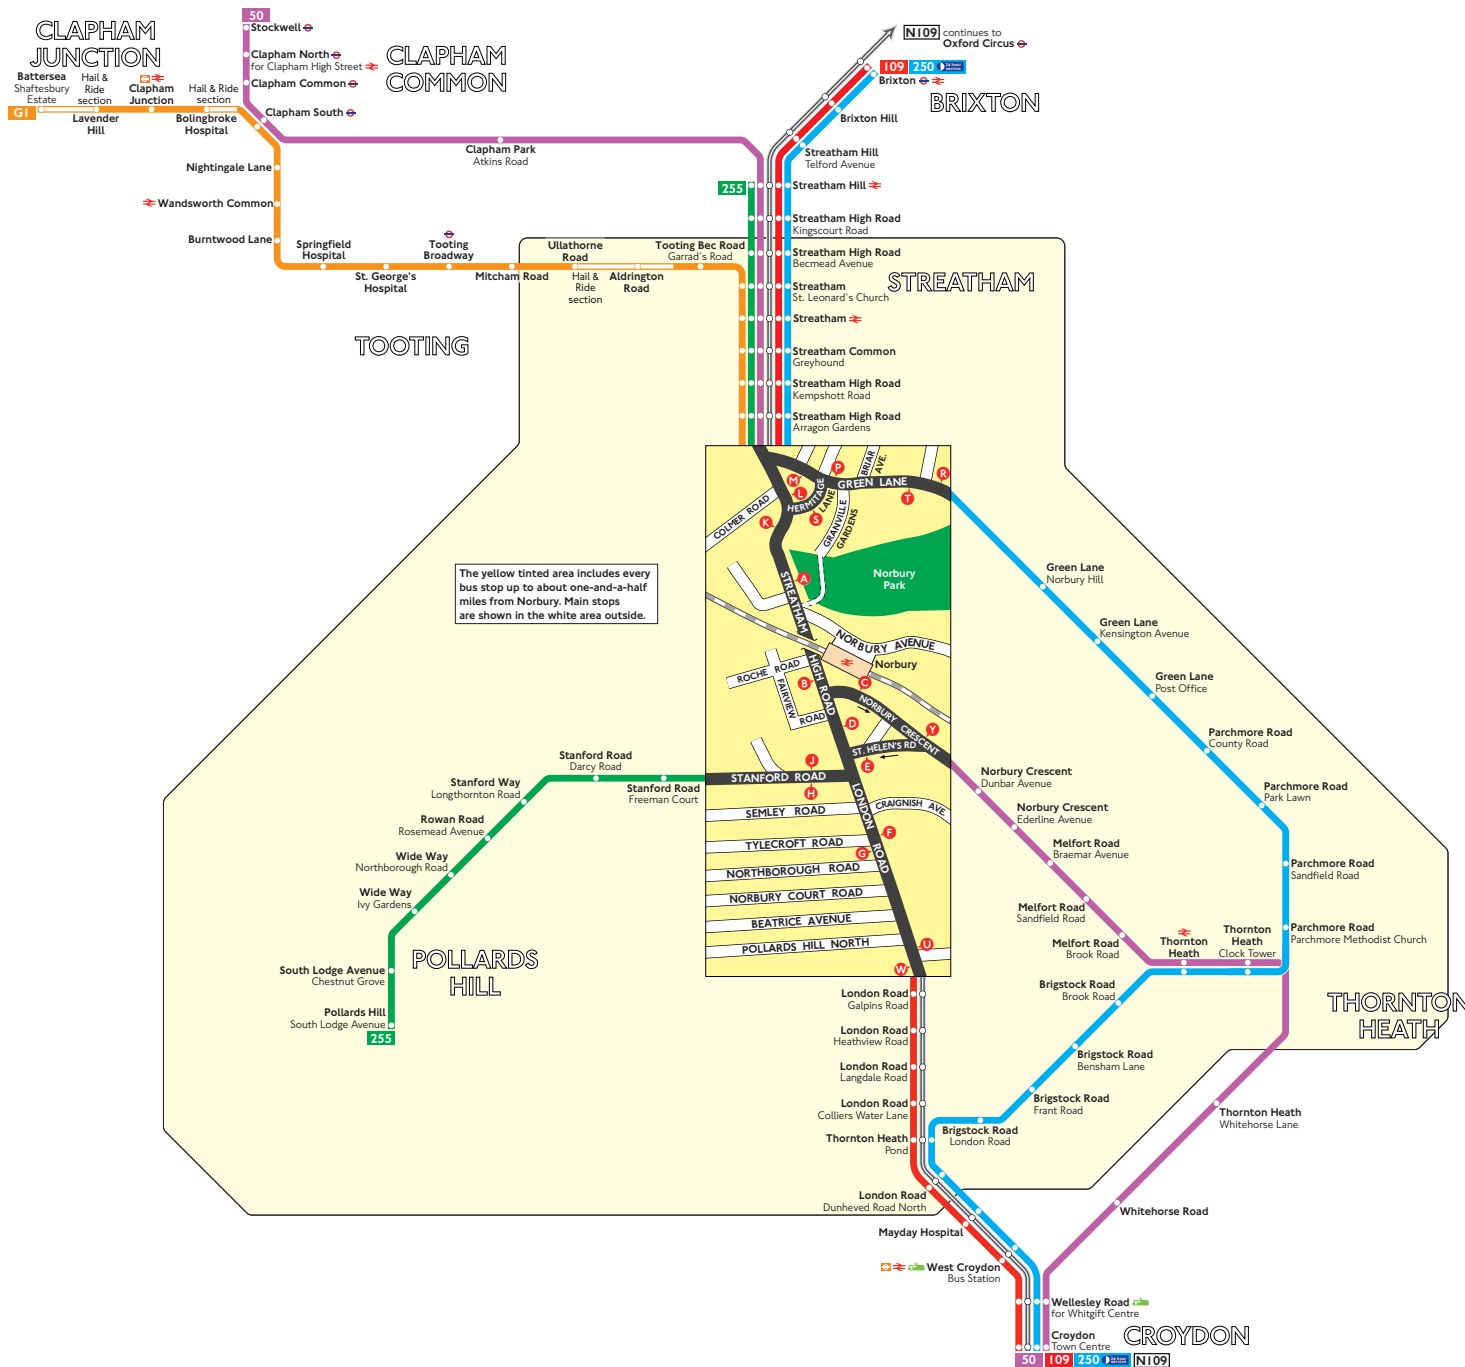 50
Stockwell
Clapham North
for Clapham High Street
Clapham Common
Clapham South
CLAPHAM
JUNCTION
CLAPHAM
COMMON
Battersea
Shaftesbury
Estate
Hail &
Ride
section
Clapham
Junction
Hail & Ride
section
G1
Lavender
Hill
Bolingbroke
Hospital
Nightingale Lane
Wandsworth Common
Burntwood Lane
Springfield
Hospital
St. George's
Hospital
Tooting
Broadway
Mitcham Road
Ullathorne
Road
Hail &
Ride
section
Aldrington
Road
Tooting Bec Road
Garrad's Road
TOOTING
Clapham Park
Atkins Road
N109 continues to
Oxford Circus
109 250 24 hour
service
Brixton
BRIXTON
Brixton Hill
Streatham Hill
Telford Avenue
255
Streatham Hill
Streatham High Road
Kingscourt Road
Streatham High Road
Becmead Avenue
Streatham
St. Leonard's Church
STREATHAM
Streatham
Streatham Common
Greyhound
Streatham High Road
Kempshott Road
Streatham High Road
Arragon Gardens
The yellow tinted area includes every
bus stop up to about one-and-a-half
miles from Norbury. Main stops
are shown in the white area outside.
COLMER ROAD
HERMITAGE
LANE
BRIAR
AVE.
GREEN LANE
GRANVILLE
GARDENS
M
L
P
R
T
S
K
A
Norbury
Park
STREATHAM
HIGH ROAD
NORBURY AVENUE
Norbury
ROCHE ROAD
FAIRVIEW
ROAD
B
C
D
NORBURY CRESCENT
Y
ST. HELEN'S RD
E
J
STANFORD ROAD
H
LONDON ROAD
SEMLEY ROAD
CRAIGNISH AVE.
TYLECROFT ROAD
F
G
NORTHBOROUGH ROAD
NORBURY COURT ROAD
BEATRICE AVENUE
POLLARDS HILL NORTH
U
W
Stanford Road
Darcy Road
Stanford Road
Freeman Court
Stanford Way
Longthornton Road
Rowan Road
Rosemead Avenue
Wide Way
Northborough Road
Wide Way
Ivy Gardens
South Lodge Avenue
Chestnut Grove
Pollards Hill
South Lodge Avenue
255
POLLARDS
HILL
Green Lane
Norbury Hill
Green Lane
Kensington Avenue
Green Lane
Post Office
Parchmore Road
County Road
Parchmore Road
Park Lawn
Parchmore Road
Sandfield Road
Parchmore Road
Parchmore Methodist Church
Norbury Crescent
Dunbar Avenue
Norbury Crescent
Ederline Avenue
Melfort Road
Braemar Avenue
Melfort Road
Sandfield Road
Melfort Road
Brook Road
Thornton
Heath
Thornton
Heath
Clock Tower
THORNTON
HEATH
Brigstock Road
Brook Road
Brigstock Road
Bensham Lane
Brigstock Road
Frant Road
Brigstock Road
London Road
London Road
Galpins Road
London Road
Heathview Road
London Road
Langdale Road
London Road
Colliers Water Lane
Thornton Heath
Pond
London Road
Dunheved Road North
Mayday Hospital
West Croydon
Bus Station
Thornton Heath
Whitehorse Lane
Whitehorse Road
Wellesley Road
for Whitgift Centre
Croydon
Town Centre
CROYDON
50 109 250 24 hour
service N109